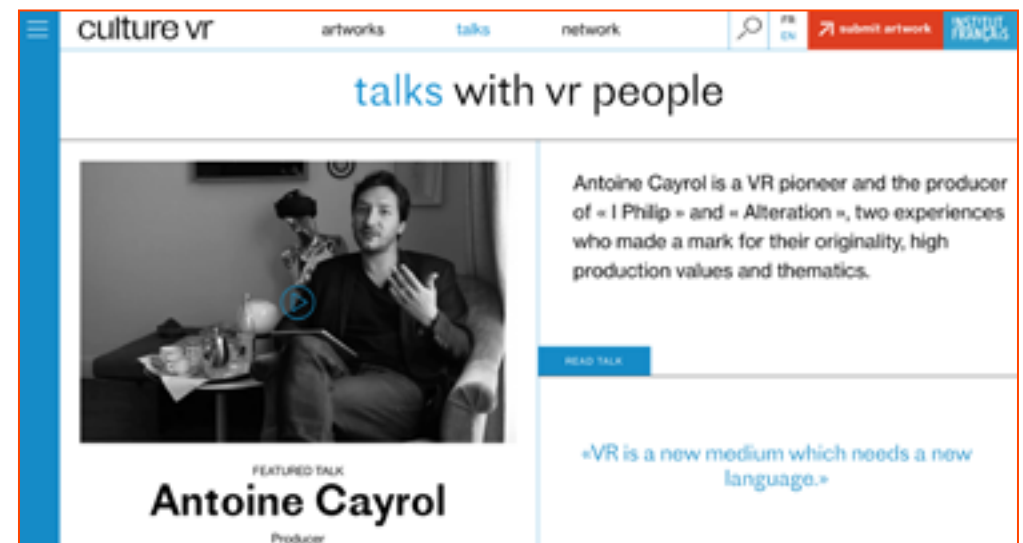 culture vr
artworks
talks
network
FR
EN
submit artwork
INSTITUT
FRANÇAIS
talks with vr people
Antoine Cayrol is a VR pioneer and the producer
of « I Philip » and « Alteration », two experiences
who made a mark for their originality, high
production values and thematics.
READ TALK
FEATURED TALK
Antoine Cayrol
Producer
«VR is a new medium which needs a new
language.»